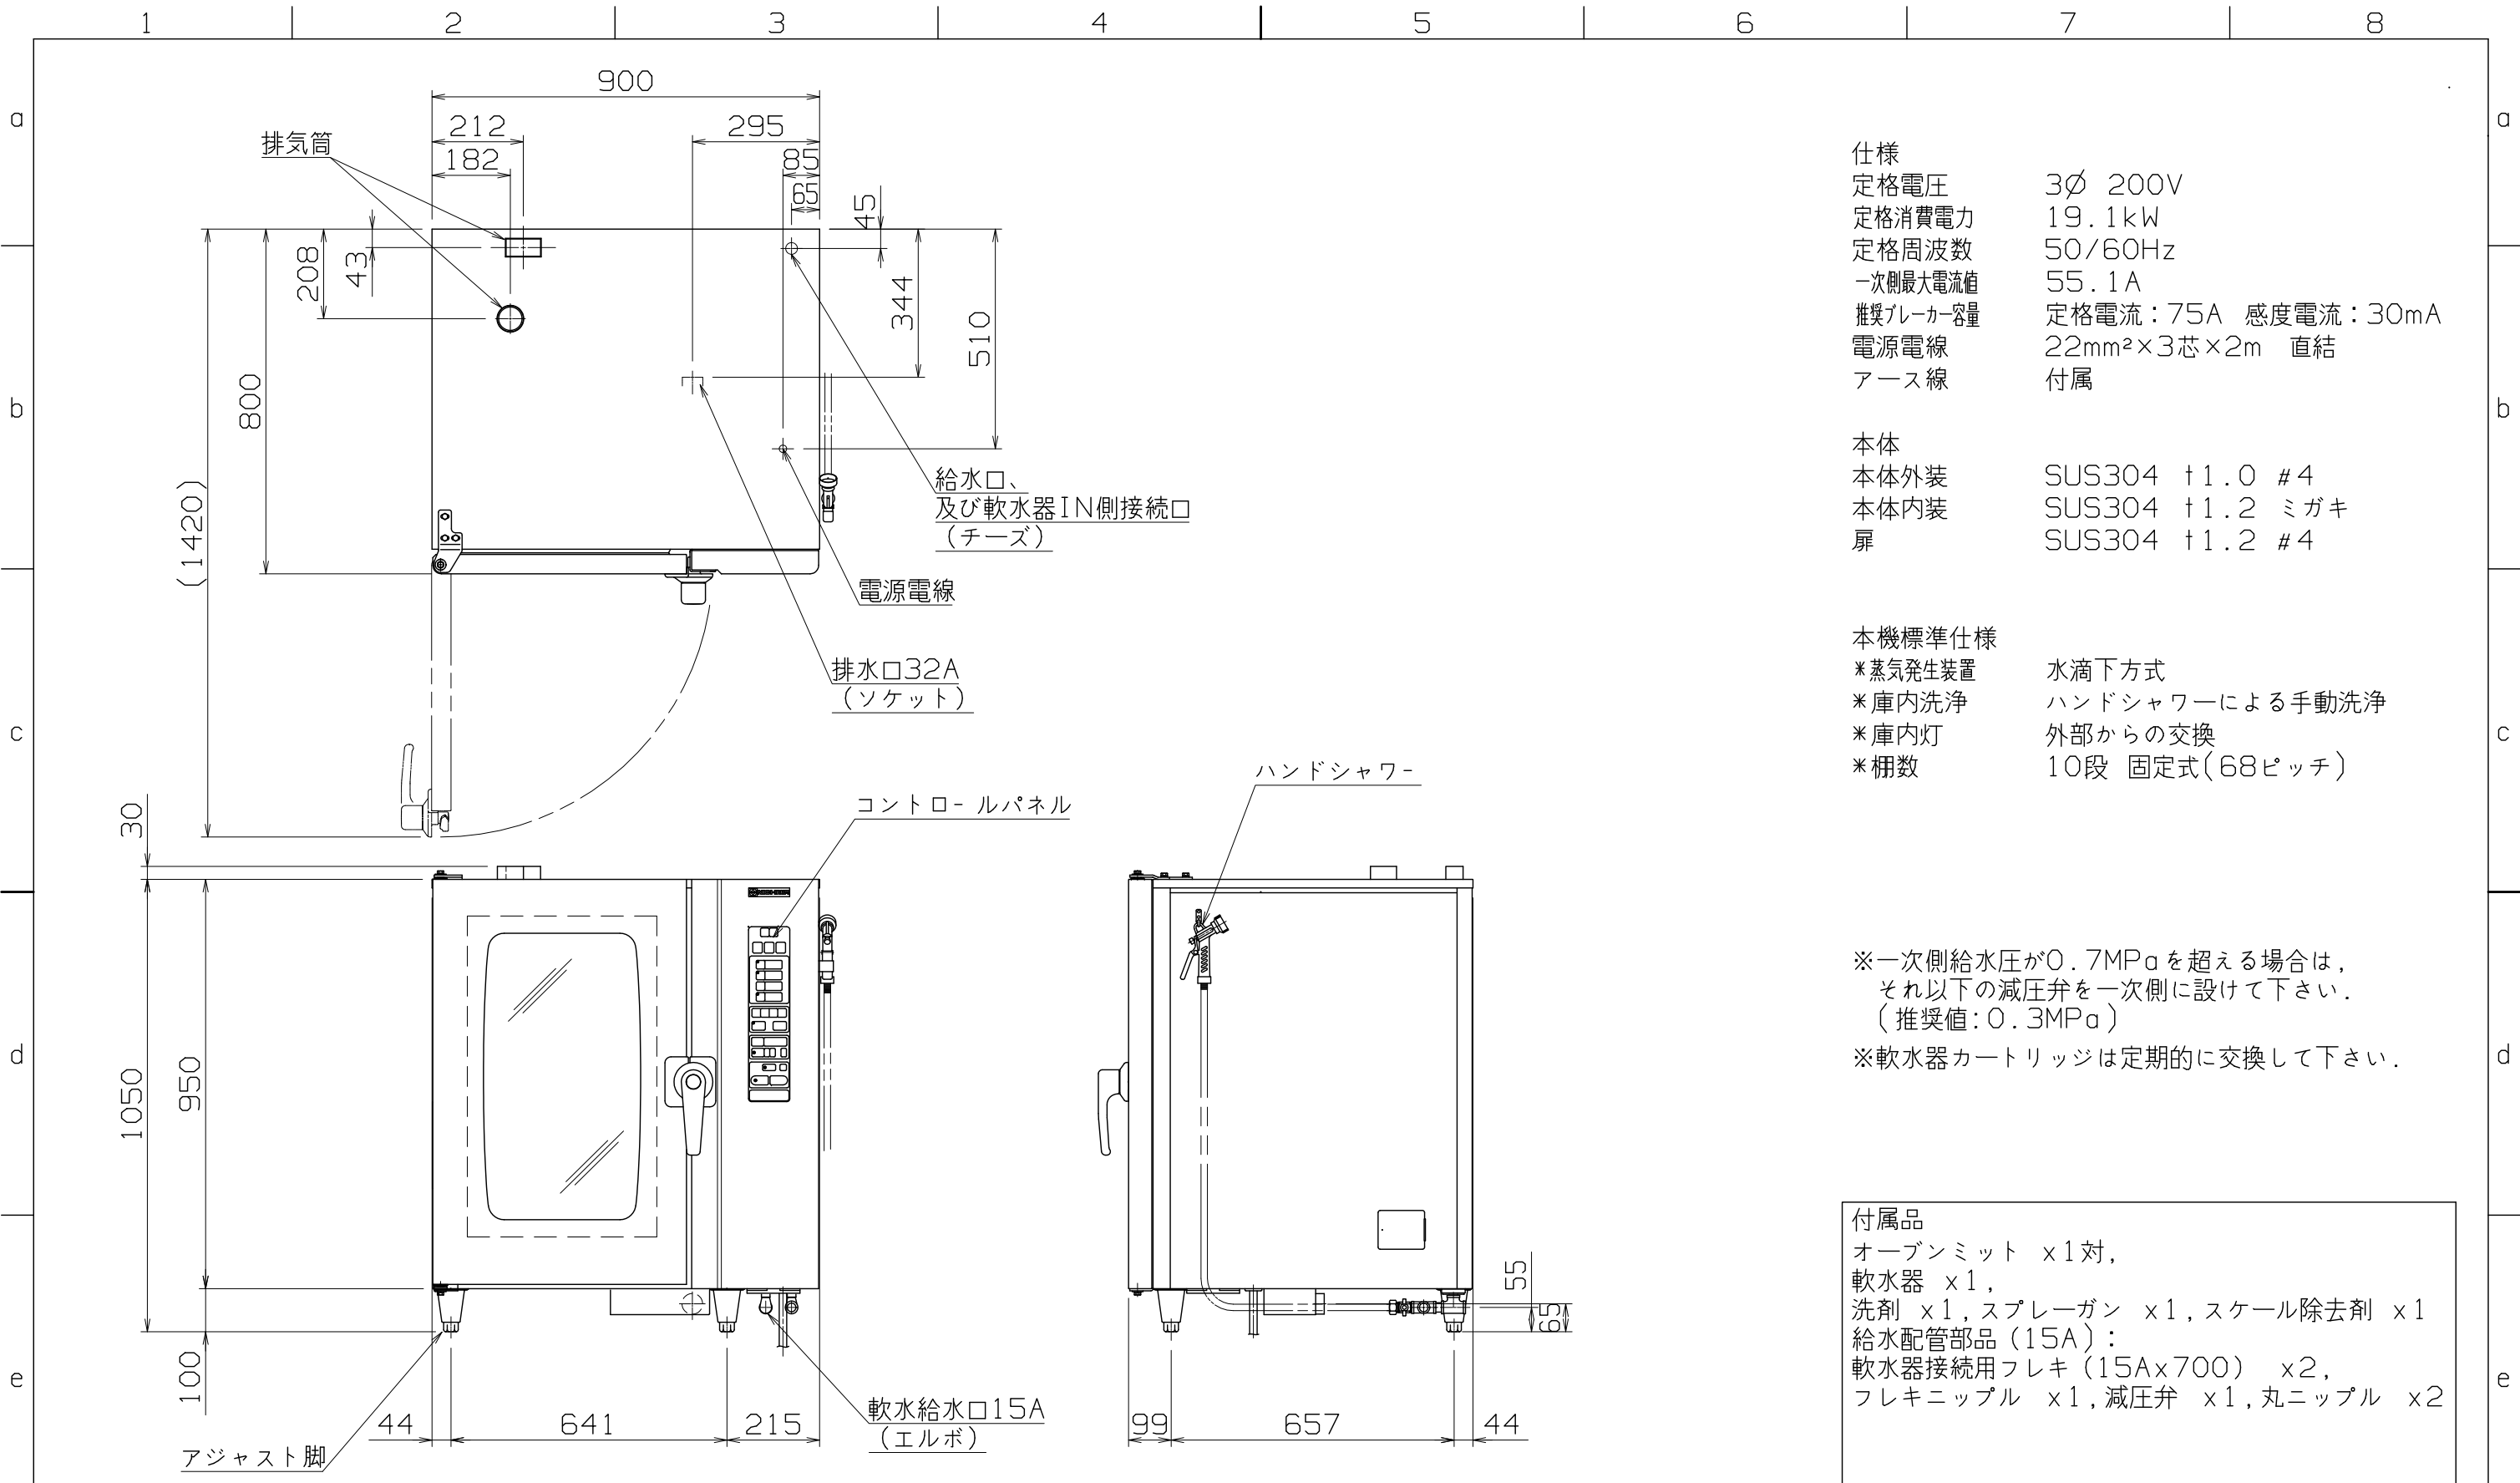 1 2 3 4 5 6 7 8
a
a
b
b
c
c
d
d
e
e
900
212
295
排気筒
182
85
65
45
208
43
344
510
800
(1420)
給水口、
及び軟水器IN側接続口
(チーズ)
電源電線
排水口32A
(ソケット)
ハンドシャワー
コントロールパネル
30
1050
950
100
44
641
215
アジャスト脚
軟水給水口15A
(エルボ)
99
657
44
55
65
仕様
定格電圧 3Ø 200V
定格消費電力 19.1kW
定格周波数 50/60Hz
一次側最大電流値 55.1A
推奨ブレーカー容量 定格電流:75A 感度電流:30mA
電源電線 22mm²×3芯×2m 直結
アース線 付属
本体
本体外装 SUS304 t1.0 #4
本体内装 SUS304 t1.2 ミガキ
扉 SUS304 t1.2 #4
本機標準仕様
*蒸気発生装置 水滴下方式
*庫内洗浄 ハンドシャワーによる手動洗浄
*庫内灯 外部からの交換
*棚数 10段 固定式(68ピッチ)
※一次側給水圧が0.7MPaを超える場合は,
それ以下の減圧弁を一次側に設けて下さい.
(推奨値:0.3MPa)
※軟水器カートリッジは定期的に交換して下さい.
付属品
オーブンミット x1対,
軟水器 x1,
洗剤 x1,スプレーガン x1,スケール除去剤 x1
給水配管部品(15A):
軟水器接続用フレキ(15Ax700) x2,
フレキニップル x1,減圧弁 x1,丸ニップル x2